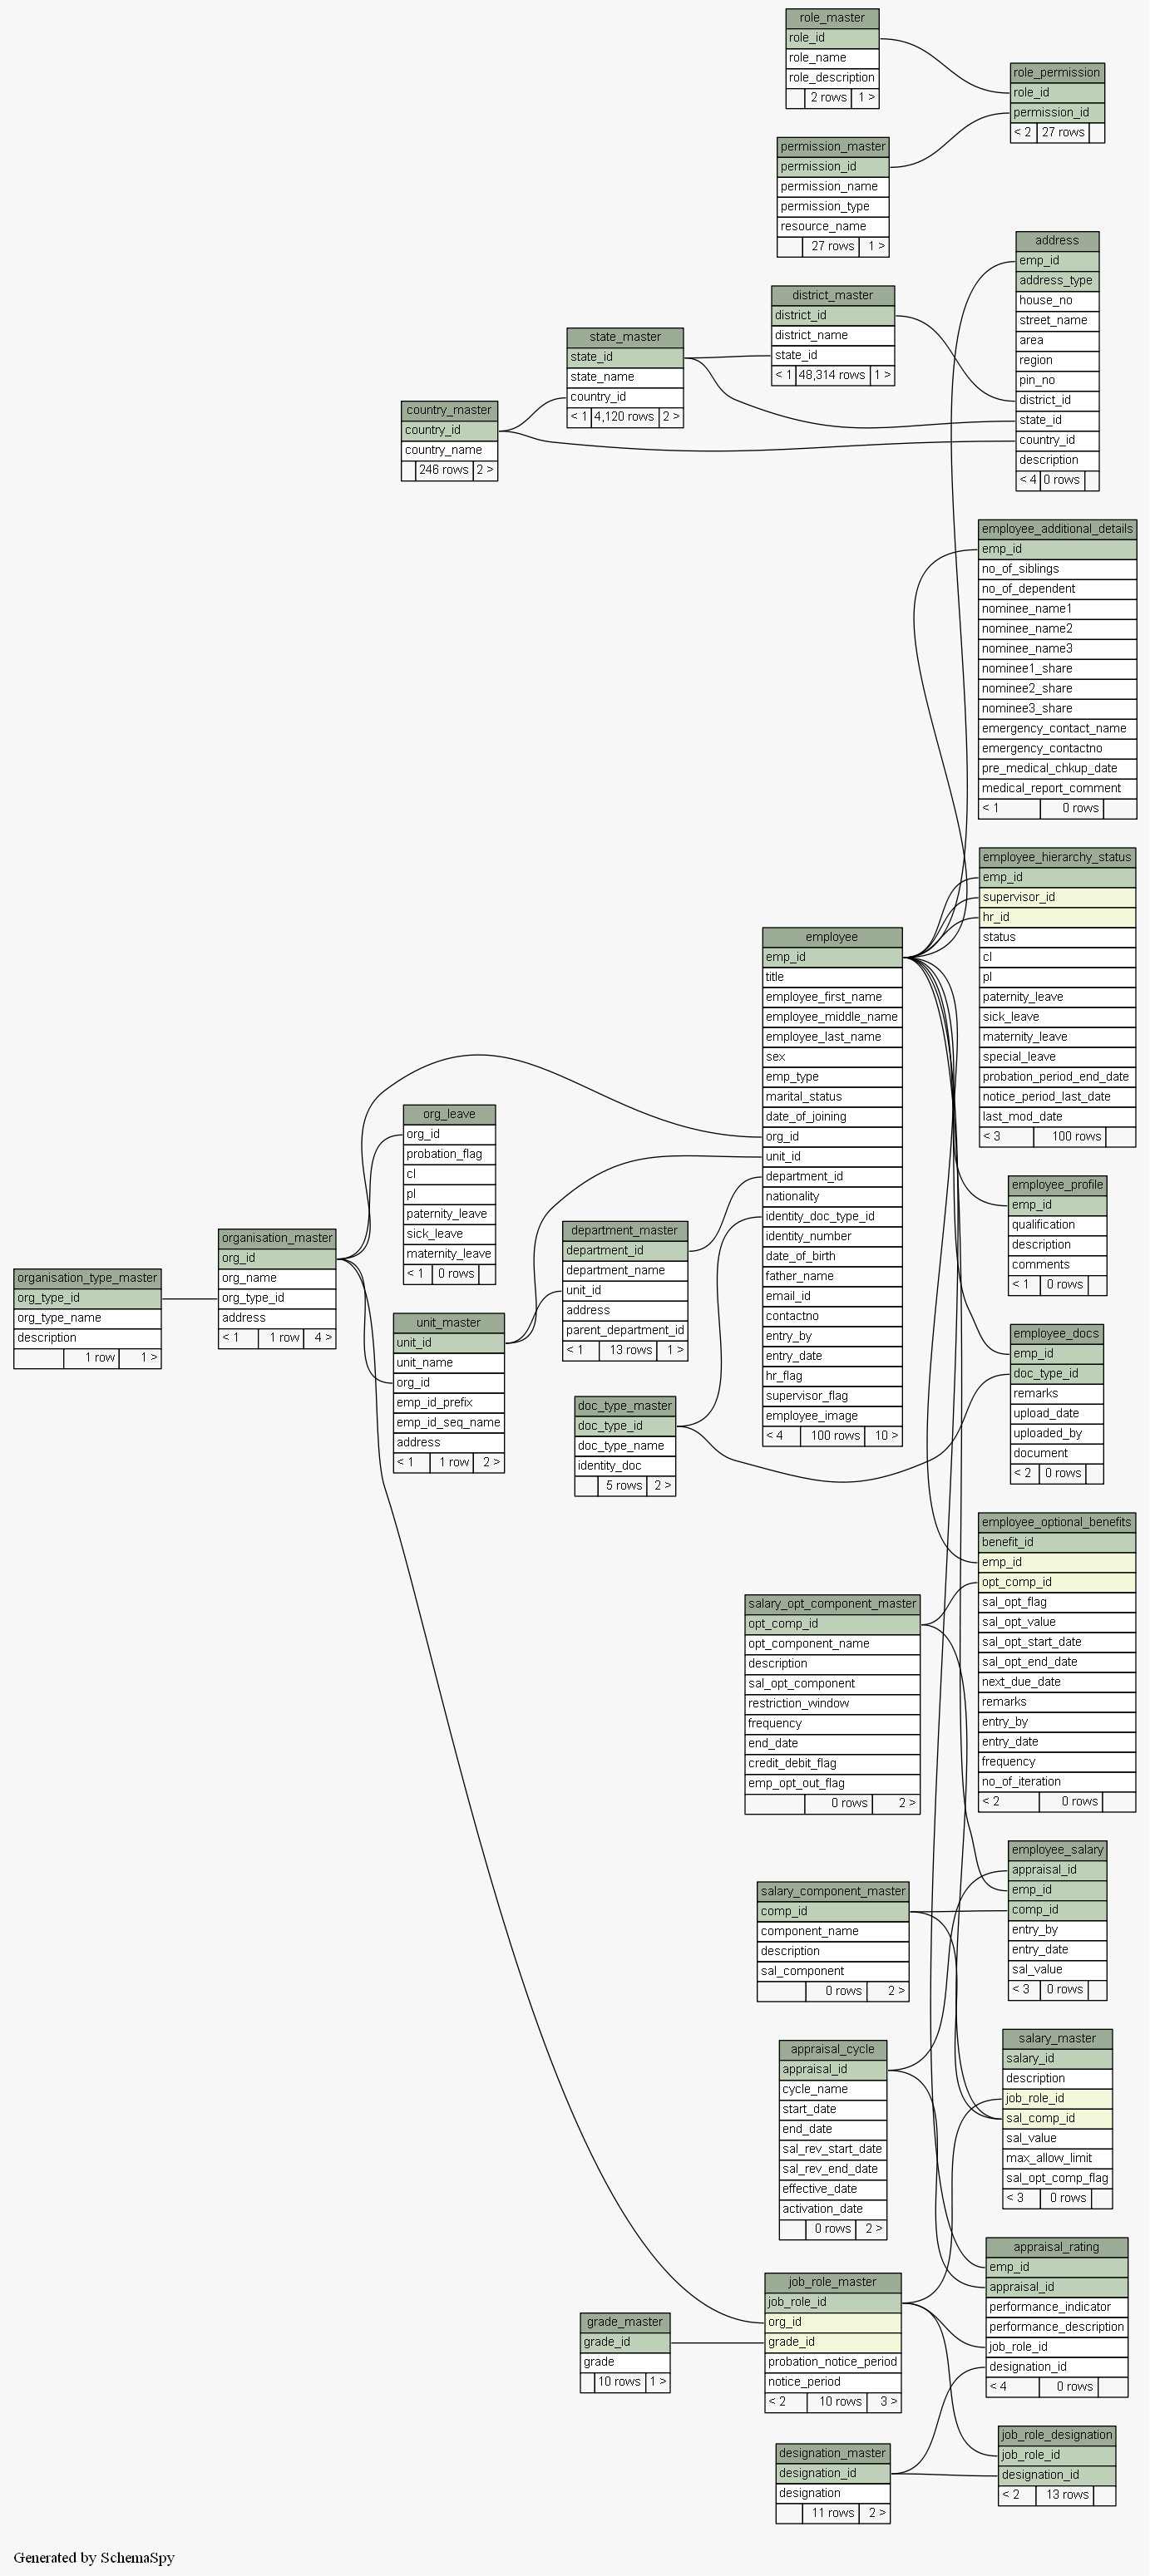 role_master
role_id
role_name
role_description
2 rows 1 >
role_permission
role_id
permission_id
< 2 27 rows
permission_master
permission_id
permission_name
permission_type
resource_name
27 rows 1 >
address
emp_id
address_type
house_no
street_name
area
region
pin_no
district_id
state_id
country_id
description
< 4 0 rows
district_master
district_id
district_name
state_id
< 1 48,314 rows 1 >
state_master
state_id
state_name
country_id
< 1 4,120 rows 2 >
country_master
country_id
country_name
246 rows 2 >
employee_additional_details
emp_id
no_of_siblings
no_of_dependent
nominee_name1
nominee_name2
nominee_name3
nominee1_share
nominee2_share
nominee3_share
emergency_contact_name
emergency_contactno
pre_medical_chkup_date
medical_report_comment
< 1 0 rows
employee_hierarchy_status
emp_id
supervisor_id
hr_id
status
cl
pl
paternity_leave
sick_leave
maternity_leave
special_leave
probation_period_end_date
notice_period_last_date
last_mod_date
< 3 100 rows
employee
emp_id
title
employee_first_name
employee_middle_name
employee_last_name
sex
emp_type
marital_status
date_of_joining
org_id
unit_id
department_id
nationality
identity_doc_type_id
identity_number
date_of_birth
father_name
email_id
contactno
entry_by
entry_date
hr_flag
supervisor_flag
employee_image
< 4 100 rows 10 >
org_leave
org_id
probation_flag
cl
pl
paternity_leave
sick_leave
maternity_leave
< 1 0 rows
employee_profile
emp_id
qualification
description
comments
< 1 0 rows
department_master
department_id
department_name
unit_id
address
parent_department_id
< 1 13 rows 1 >
organisation_master
org_id
org_name
org_type_id
address
< 1 1 row 4 >
organisation_type_master
org_type_id
org_type_name
description
1 row 1 >
unit_master
unit_id
unit_name
org_id
emp_id_prefix
emp_id_seq_name
address
< 1 1 row 2 >
employee_docs
emp_id
doc_type_id
remarks
upload_date
uploaded_by
document
< 2 0 rows
doc_type_master
doc_type_id
doc_type_name
identity_doc
5 rows 2 >
employee_optional_benefits
benefit_id
emp_id
opt_comp_id
sal_opt_flag
sal_opt_value
sal_opt_start_date
sal_opt_end_date
next_due_date
remarks
entry_by
entry_date
frequency
no_of_iteration
< 2 0 rows
salary_opt_component_master
opt_comp_id
opt_component_name
description
sal_opt_component
restriction_window
frequency
end_date
credit_debit_flag
emp_opt_out_flag
0 rows 2 >
employee_salary
appraisal_id
emp_id
comp_id
entry_by
entry_date
sal_value
< 3 0 rows
salary_component_master
comp_id
component_name
description
sal_component
0 rows 2 >
salary_master
salary_id
description
job_role_id
sal_comp_id
sal_value
max_allow_limit
sal_opt_comp_flag
< 3 0 rows
appraisal_cycle
appraisal_id
cycle_name
start_date
end_date
sal_rev_start_date
sal_rev_end_date
effective_date
activation_date
0 rows 2 >
appraisal_rating
emp_id
appraisal_id
performance_indicator
performance_description
job_role_id
designation_id
< 4 0 rows
job_role_master
job_role_id
org_id
grade_id
probation_notice_period
notice_period
< 2 10 rows 3 >
grade_master
grade_id
grade
10 rows 1 >
job_role_designation
job_role_id
designation_id
< 2 13 rows
designation_master
designation_id
designation
11 rows 2 >
Generated by SchemaSpy